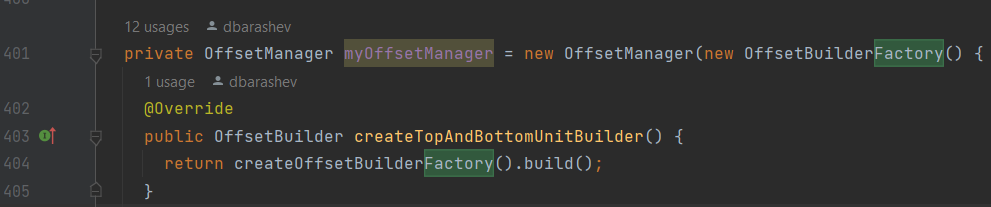 12 usages dbarashev
401 private OffsetManager myOffsetManager = new OffsetManager(new OffsetBuilderFactory() {
1 usage dbarashev
402 @Override
403 public OffsetBuilder createTopAndBottomUnitBuilder() {
404 return createOffsetBuilderFactory().build();
405 }